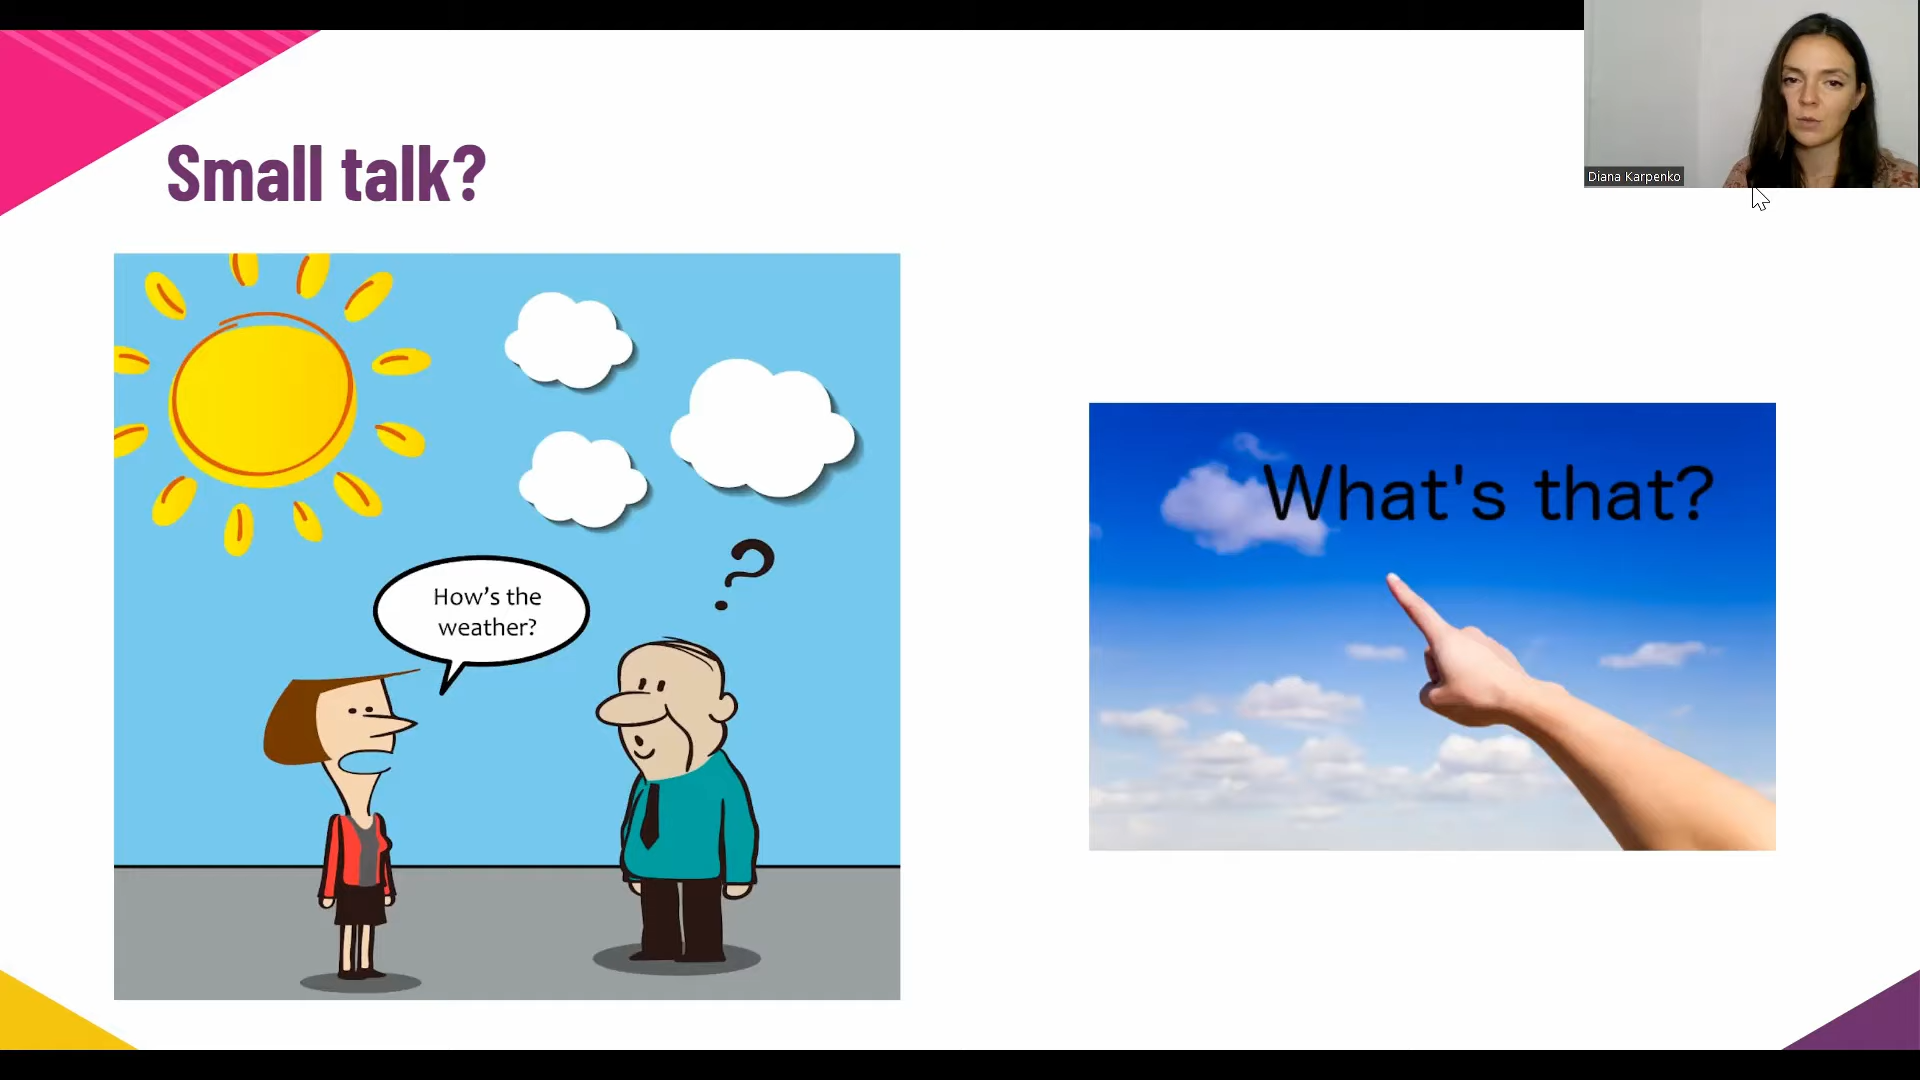 Diana Karpenko
Small talk?
What's that?
How's the
weather?
?